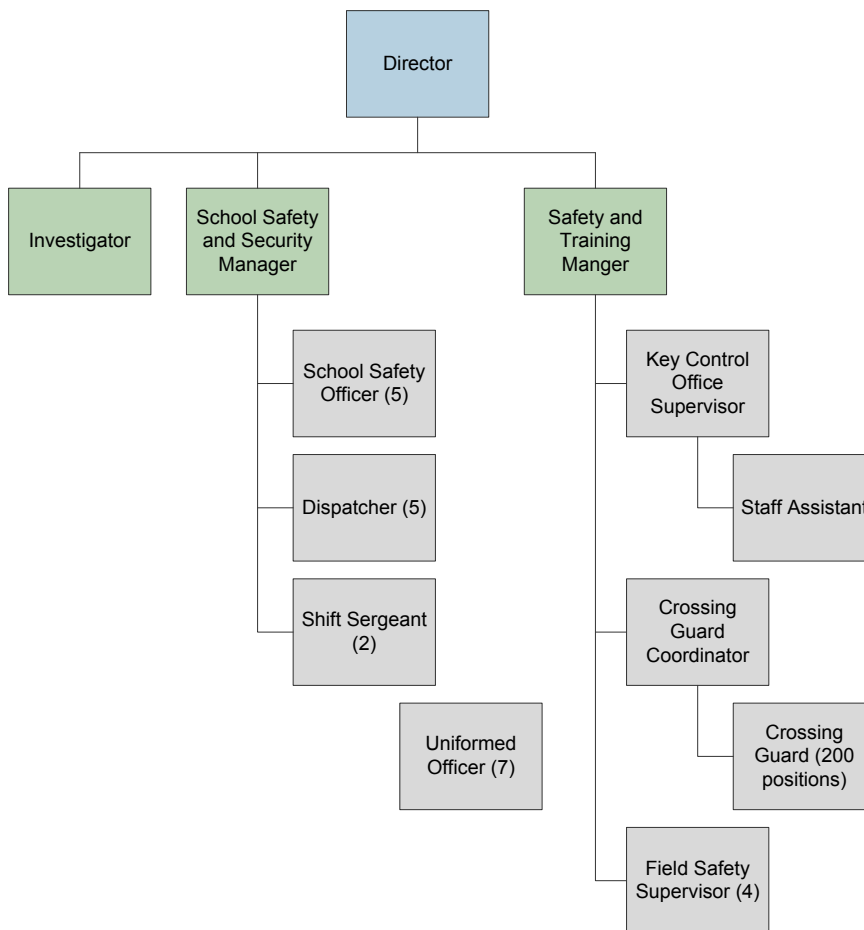 Director
Investigator
School Safety
and Security
Manager
Safety and
Training
Manger
School Safety
Officer (5)
Dispatcher (5)
Shift Sergeant
(2)
Uniformed
Officer (7)
Key Control
Office
Supervisor
Staff Assistant
Crossing
Guard
Coordinator
Crossing
Guard (200
positions)
Field Safety
Supervisor (4)